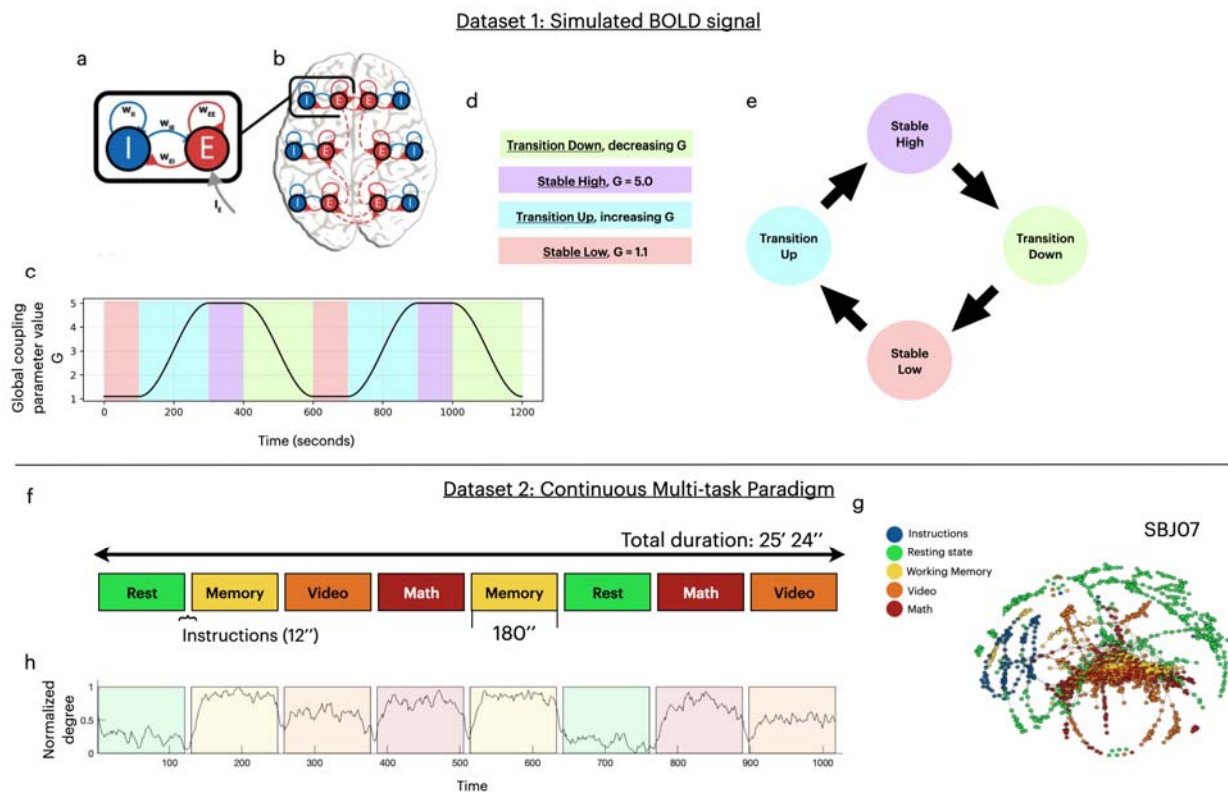 Dataset 1: Simulated BOLD signal
a
b
w_II
w_EE
w_IE
w_EI
I
E
I_E
I E E I
I E E I
I E E I
d
Transition Down, decreasing G
Stable High, G = 5.0
Transition Up, increasing G
Stable Low, G = 1.1
e
Stable
High
Transition
Up
Transition
Down
Stable
Low
c
Global coupling
parameter value
G
5
4
3
2
1
0 200 400 600 800 1000 1200
Time (seconds)
Dataset 2: Continuous Multi-task Paradigm
f
Total duration: 25' 24''
Rest Memory Video Math Memory Rest Math Video
Instructions (12'')
180''
g
SBJ07
Instructions
Resting state
Working Memory
Video
Math
h
Normalized
degree
1
0.5
0
100 200 300 400 500 600 700 800 900 1000
Time